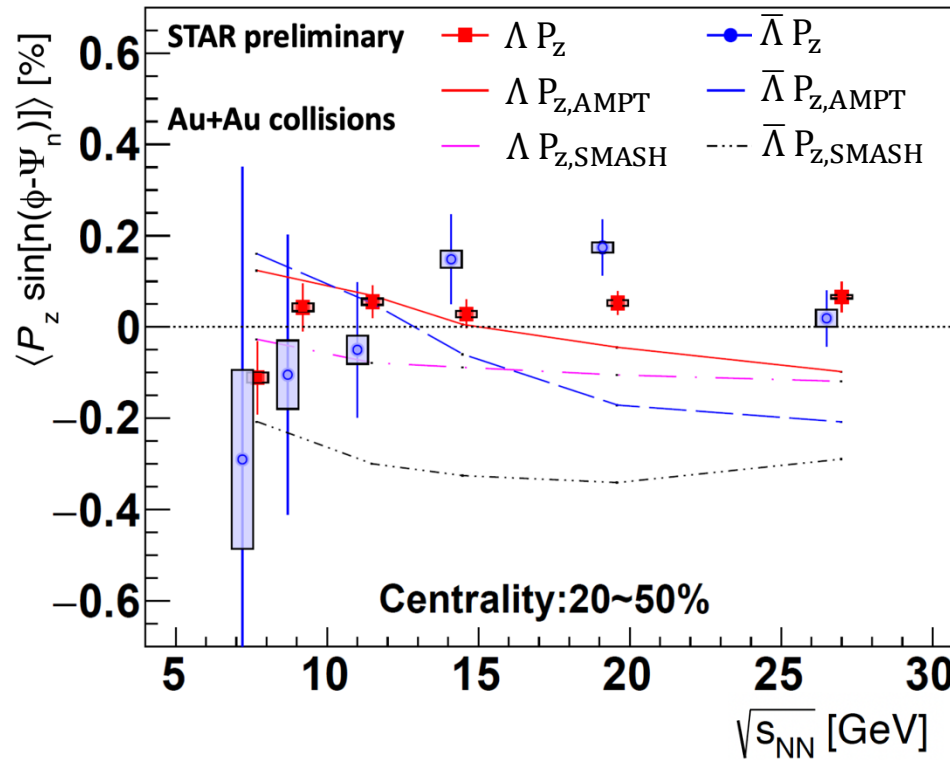 STAR preliminary
Au+Au collisions
Λ P_z
Λ̄ P_z
Λ P_z,AMPT
Λ̄ P_z,AMPT
Λ P_z,SMASH
Λ̄ P_z,SMASH
⟨P_z sin[n(ϕ-Ψ_n)]⟩ [%]
0.6
0.4
0.2
0
−0.2
−0.4
−0.6
Centrality:20~50%
5 10 15 20 25 30
√s_NN [GeV]